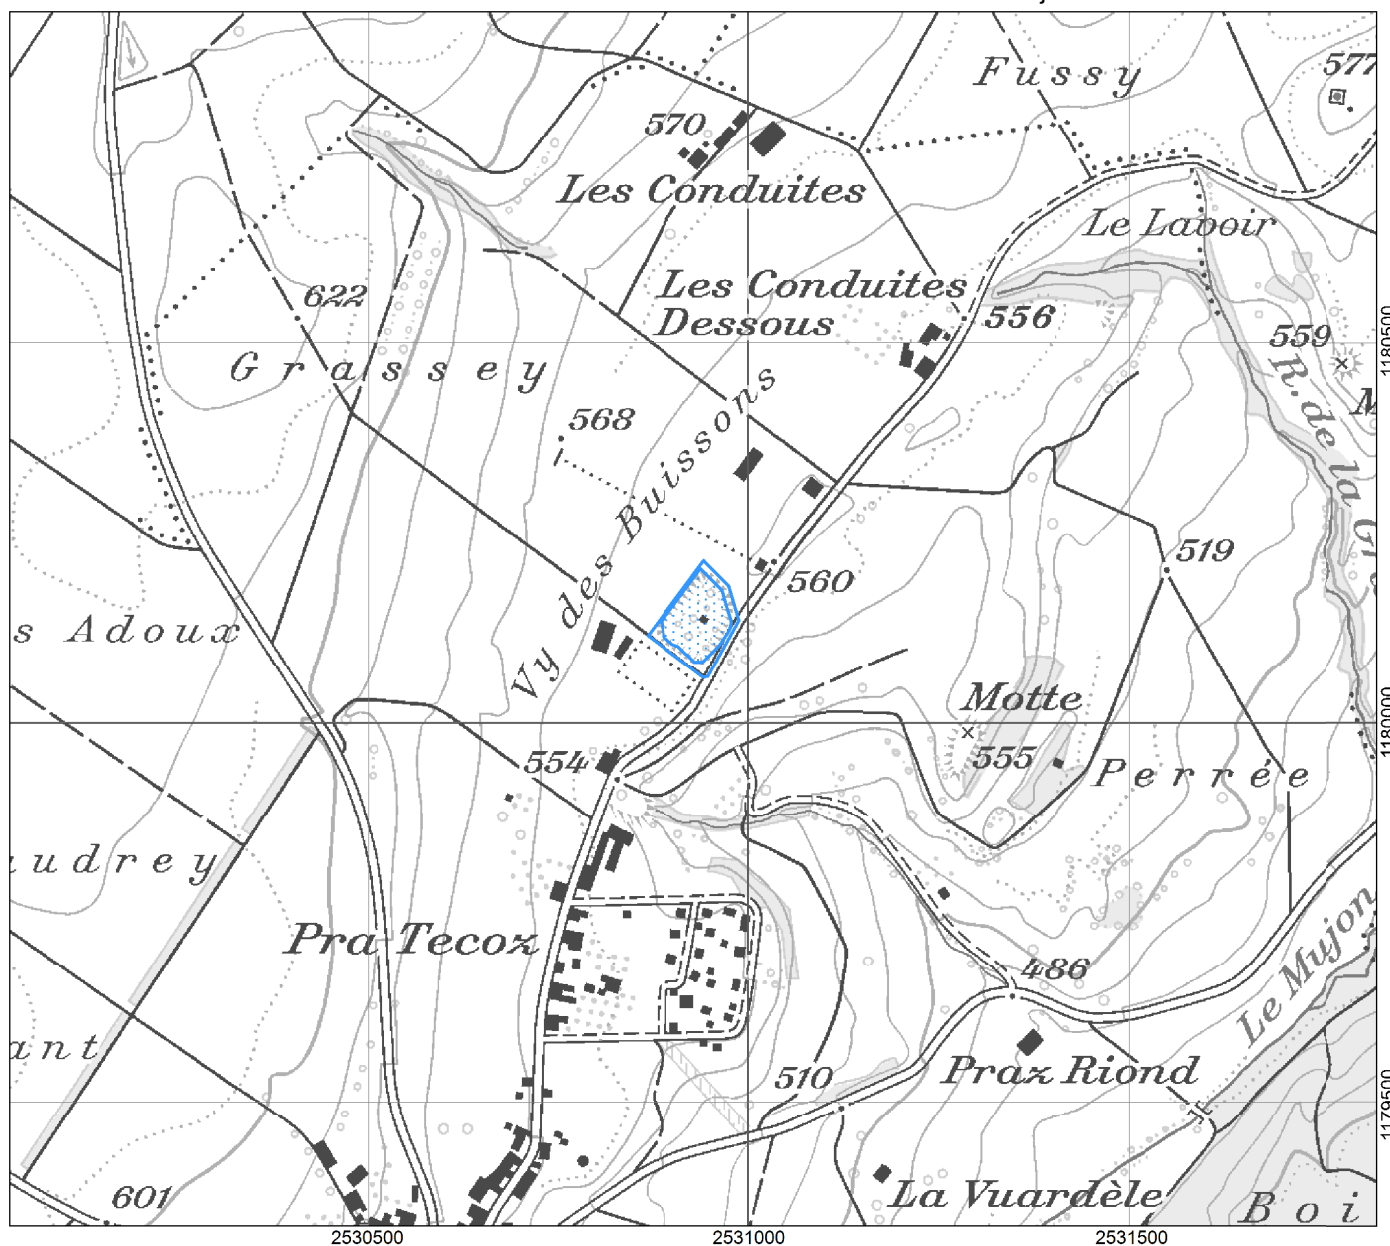 Fussy
577
570
Les Conduites
Le Lavoir
622
Les Conduites
Dessous
556
559
1180500
Grassey
R. de la
568
Vy des Buissons
519
560
s Adoux
Motte
1180000
554
555
Perrée
audrey
Pra Tecoz
486
Le Mujon
ant
510
Praz Riond
1179500
601
La Vuardèle
Boi
2530500
2531000
2531500